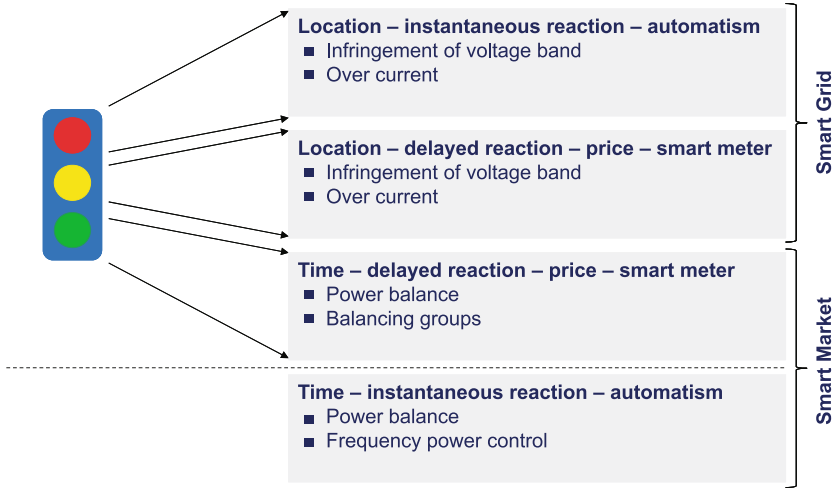 Location – instantaneous reaction – automatism
Infringement of voltage band
Over current
Location – delayed reaction – price – smart meter
Infringement of voltage band
Over current
Smart Grid
Time – delayed reaction – price – smart meter
Power balance
Balancing groups
Time – instantaneous reaction – automatism
Power balance
Frequency power control
Smart Market